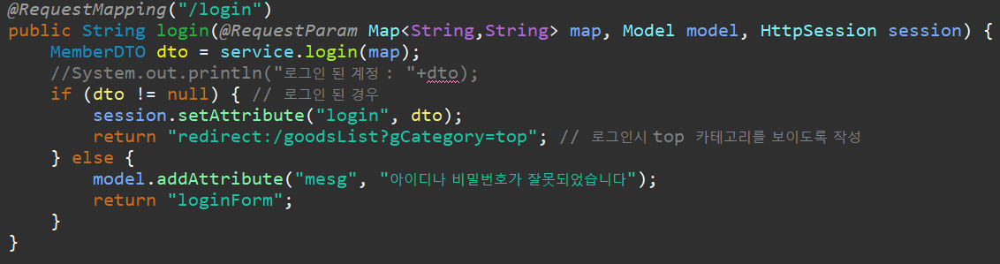 @RequestMapping("/login")
public String login(@RequestParam Map<String,String> map, Model model, HttpSession session) {
    MemberDTO dto = service.login(map);
    //System.out.println("로그인 된 계정 : "+dto);
    if (dto != null) { // 로그인 된 경우
        session.setAttribute("login", dto);
        return "redirect:/goodsList?gCategory=top"; // 로그인시 top 카테고리를 보이도록 작성
    } else {
        model.addAttribute("mesg", "아이디나 비밀번호가 잘못되었습니다");
        return "loginForm";
    }
}